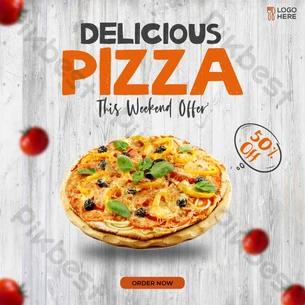 LOGO
HERE
DELICIOUS
PIZZA
This Weekend Offer
50%
Off
ORDER NOW